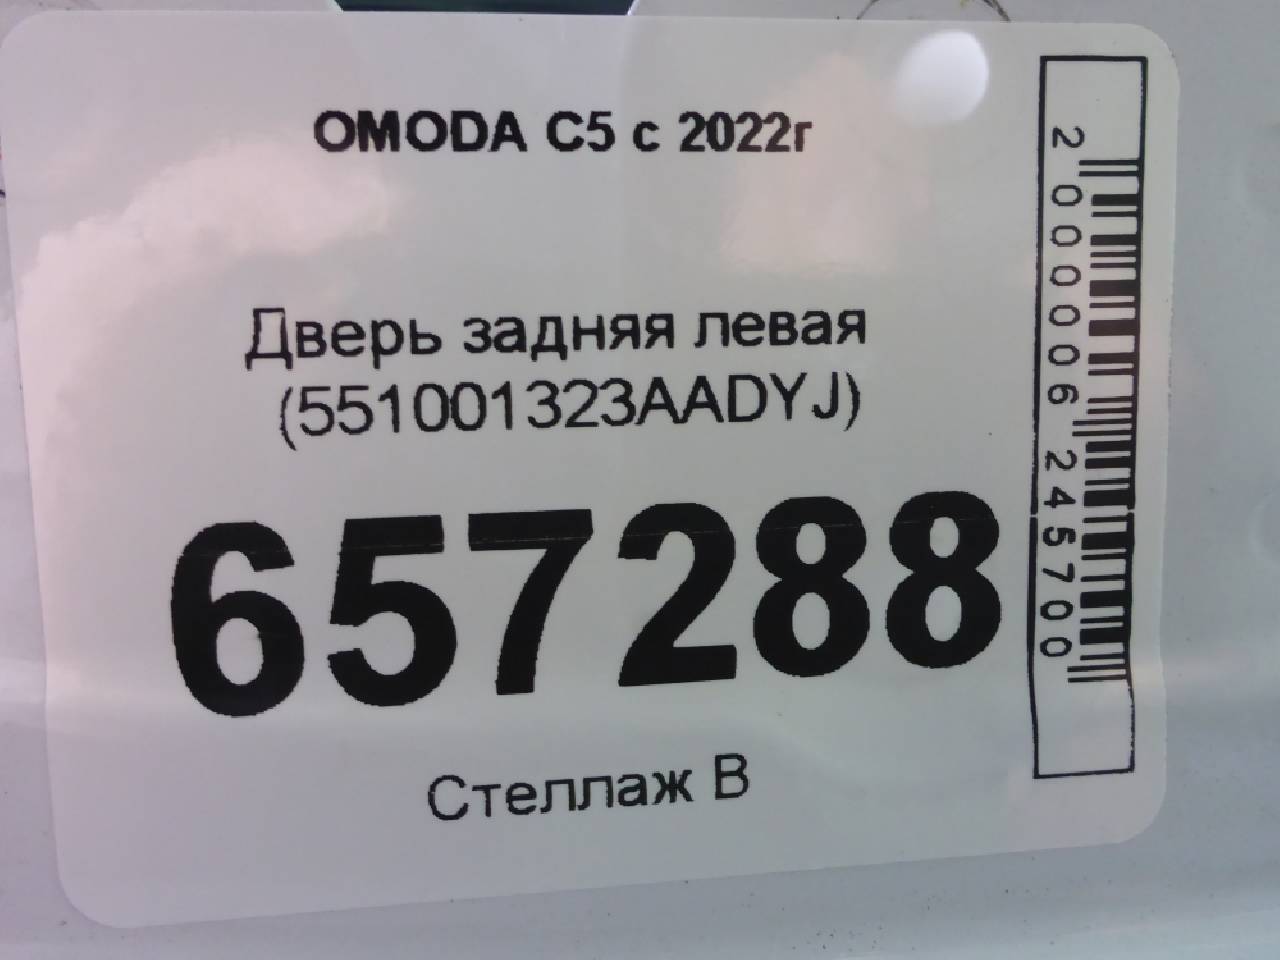 OMODA C5 с 2022г
Дверь задняя левая
(551001323AADYJ)
657288
Стеллаж В
2000006245700